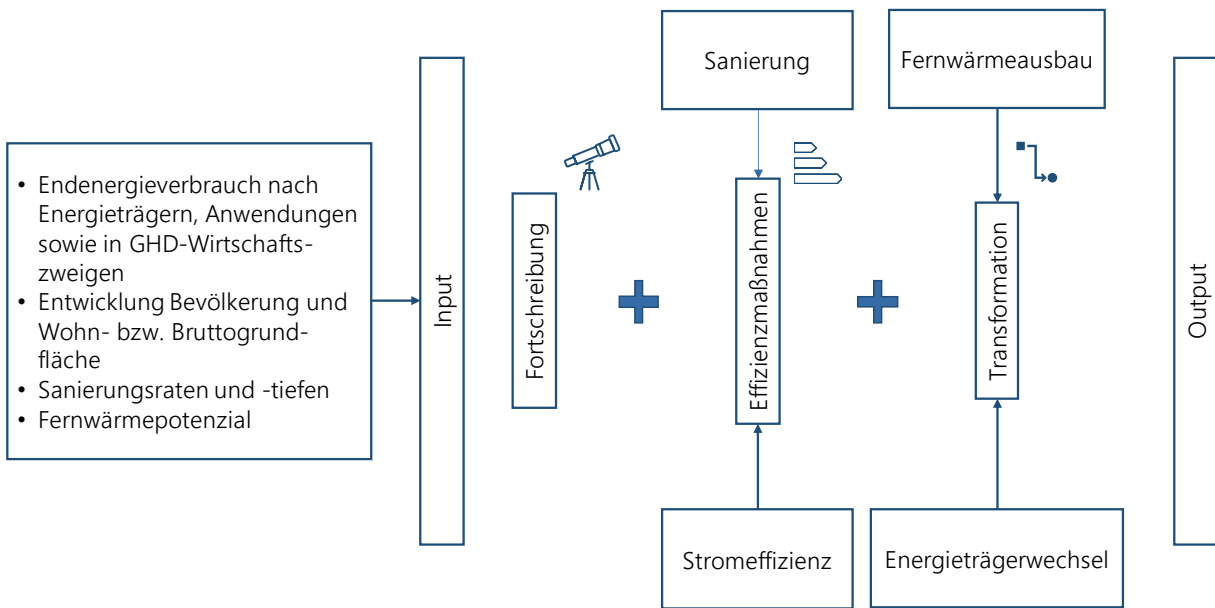 • Endenergieverbrauch nach
Energieträgern, Anwendungen
sowie in GHD-Wirtschafts-
zweigen
• Entwicklung Bevölkerung und
Wohn- bzw. Bruttogrund-
fläche
• Sanierungsraten und -tiefen
• Fernwärmepotenzial
Input
Fortschreibung
Sanierung
Effizienzmaßnahmen
Stromeffizienz
Fernwärmeausbau
Transformation
Energieträgerwechsel
Output